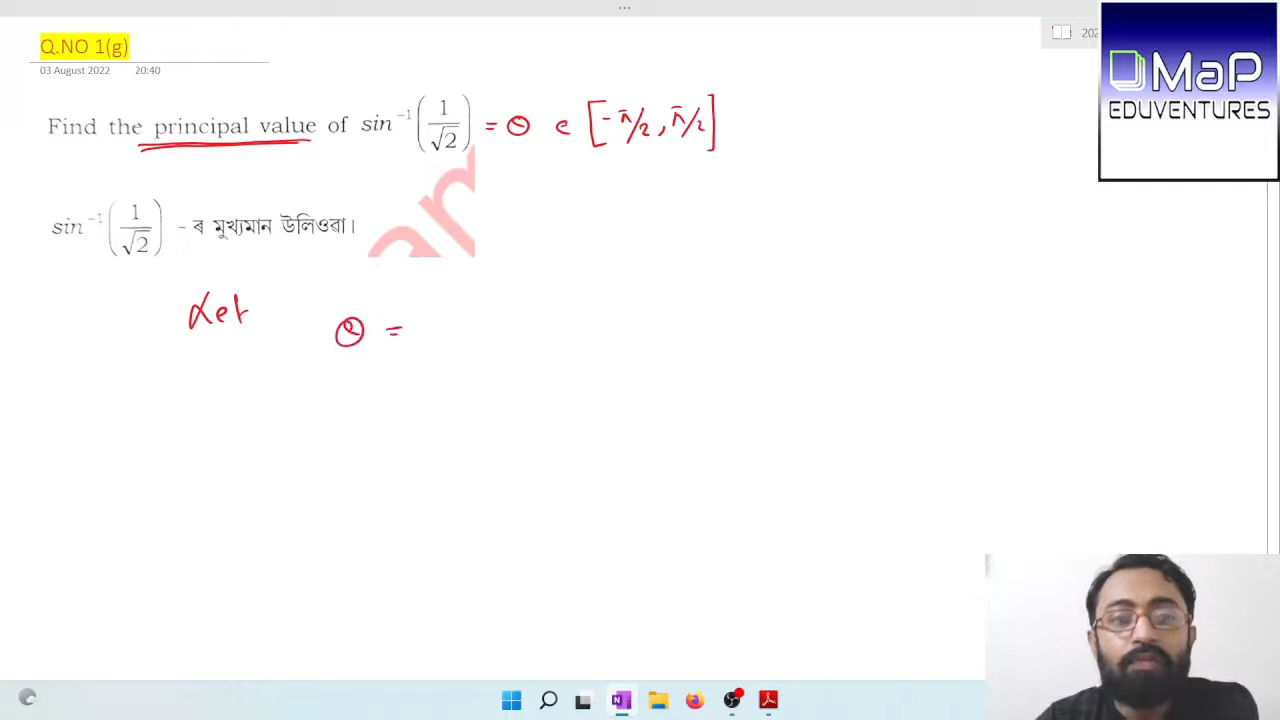 ...
Q.NO 1(g)
03 August 2022 20:40
Find the principal value of sin⁻¹(1/√2) = θ ∈ [-π/2, π/2]
sin⁻¹(1/√2) - ৰ মুখ্যমান উলিওৱা।
Let θ =
202
MaP
EDUVENTURES